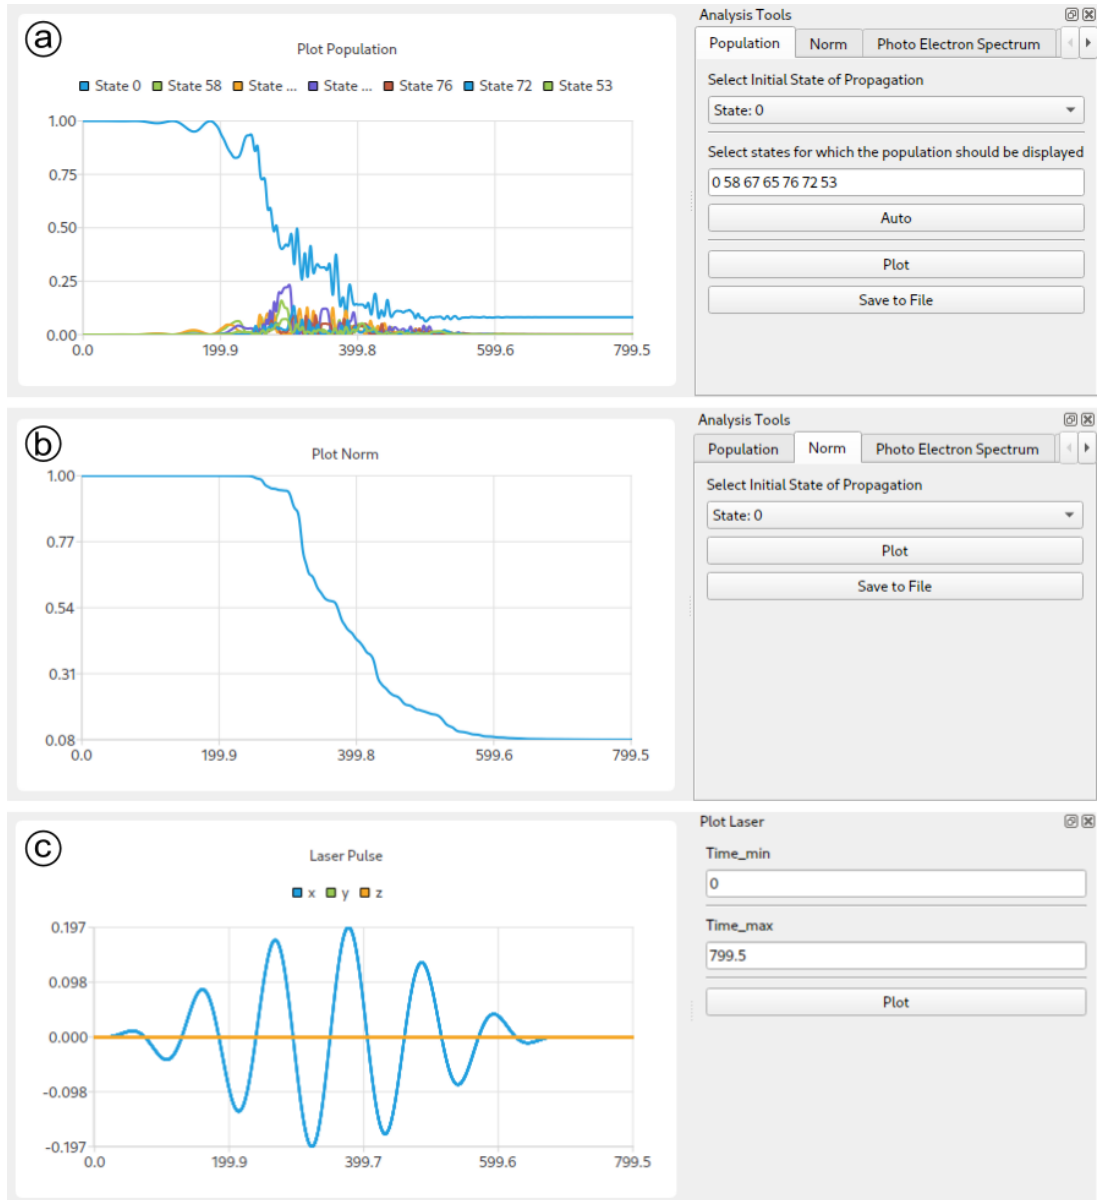 a
Plot Population
State 0 State 58 State ... State ... State 76 State 72 State 53
1.00
0.75
0.50
0.25
0.00
0.0 199.9 399.8 599.6 799.5
Analysis Tools
Population Norm Photo Electron Spectrum
Select Initial State of Propagation
State: 0
Select states for which the population should be displayed
0 58 67 65 76 72 53
Auto
Plot
Save to File
b
Plot Norm
1.00
0.77
0.54
0.31
0.08
0.0 199.9 399.8 599.6 799.5
Analysis Tools
Population Norm Photo Electron Spectrum
Select Initial State of Propagation
State: 0
Plot
Save to File
c
Laser Pulse
x y z
0.197
0.098
0.000
-0.098
-0.197
0.0 199.9 399.7 599.6 799.5
Plot Laser
Time_min
0
Time_max
799.5
Plot